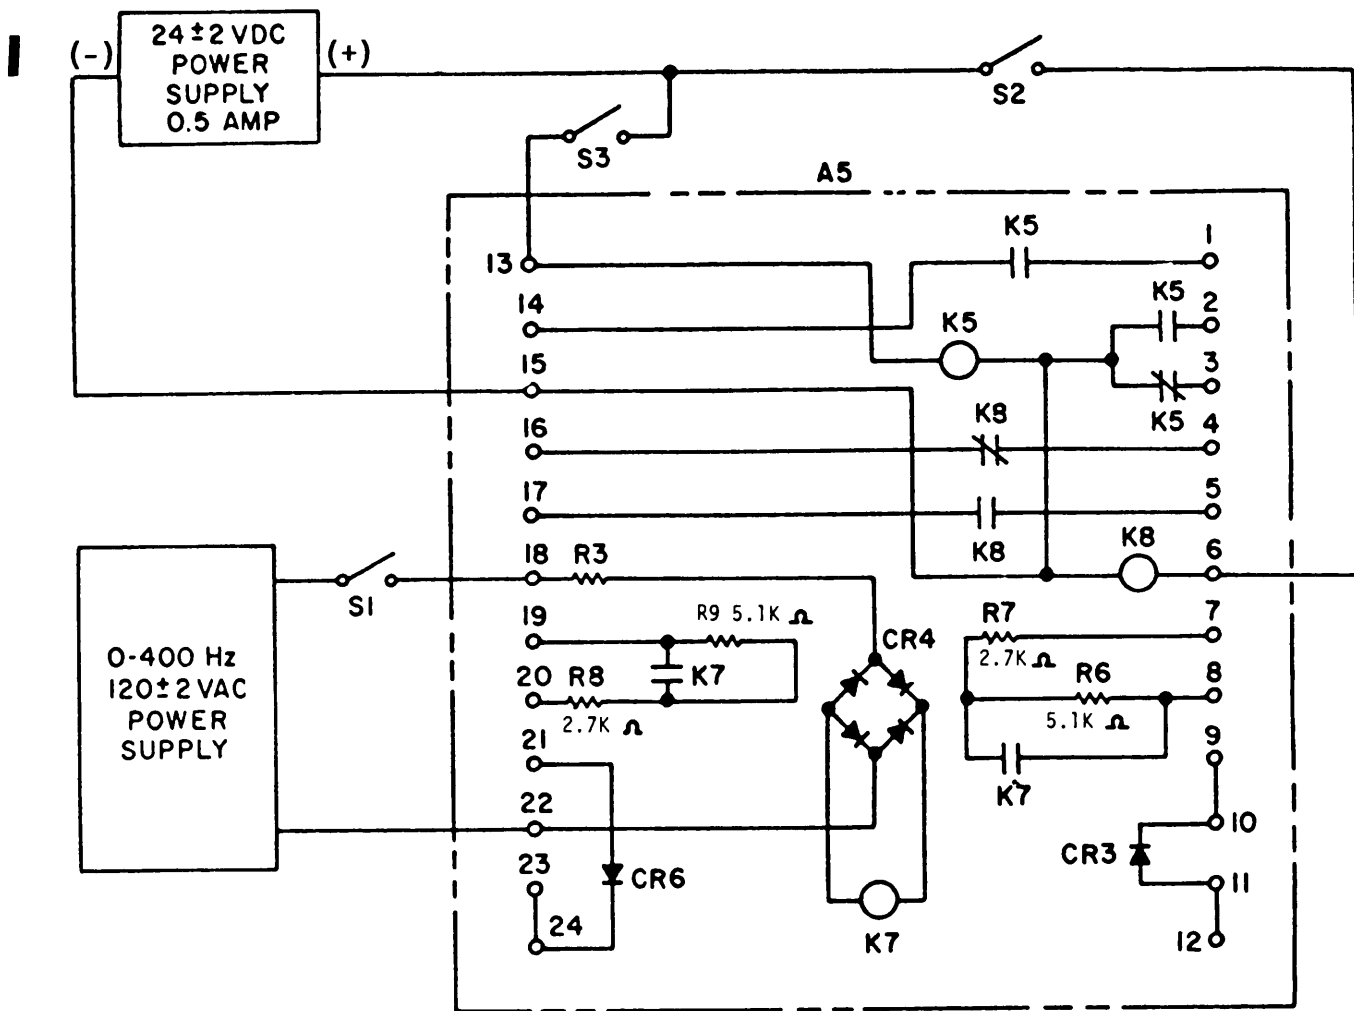 (-)
24±2 VDC
POWER
SUPPLY
0.5 AMP
(+)
S2
S3
A5
K5
1
13
K5
2
14
K5
3
15
K5
K8
4
16
17
5
K8
K8
6
18
R3
S1
19
R9 5.1K Ω
CR4
R7
7
2.7K Ω
0-400 Hz
120±2 VAC
POWER
SUPPLY
20
R8
K7
2.7K Ω
R6
8
5.1K Ω
21
9
K7
22
10
CR3
23
CR6
11
24
K7
12